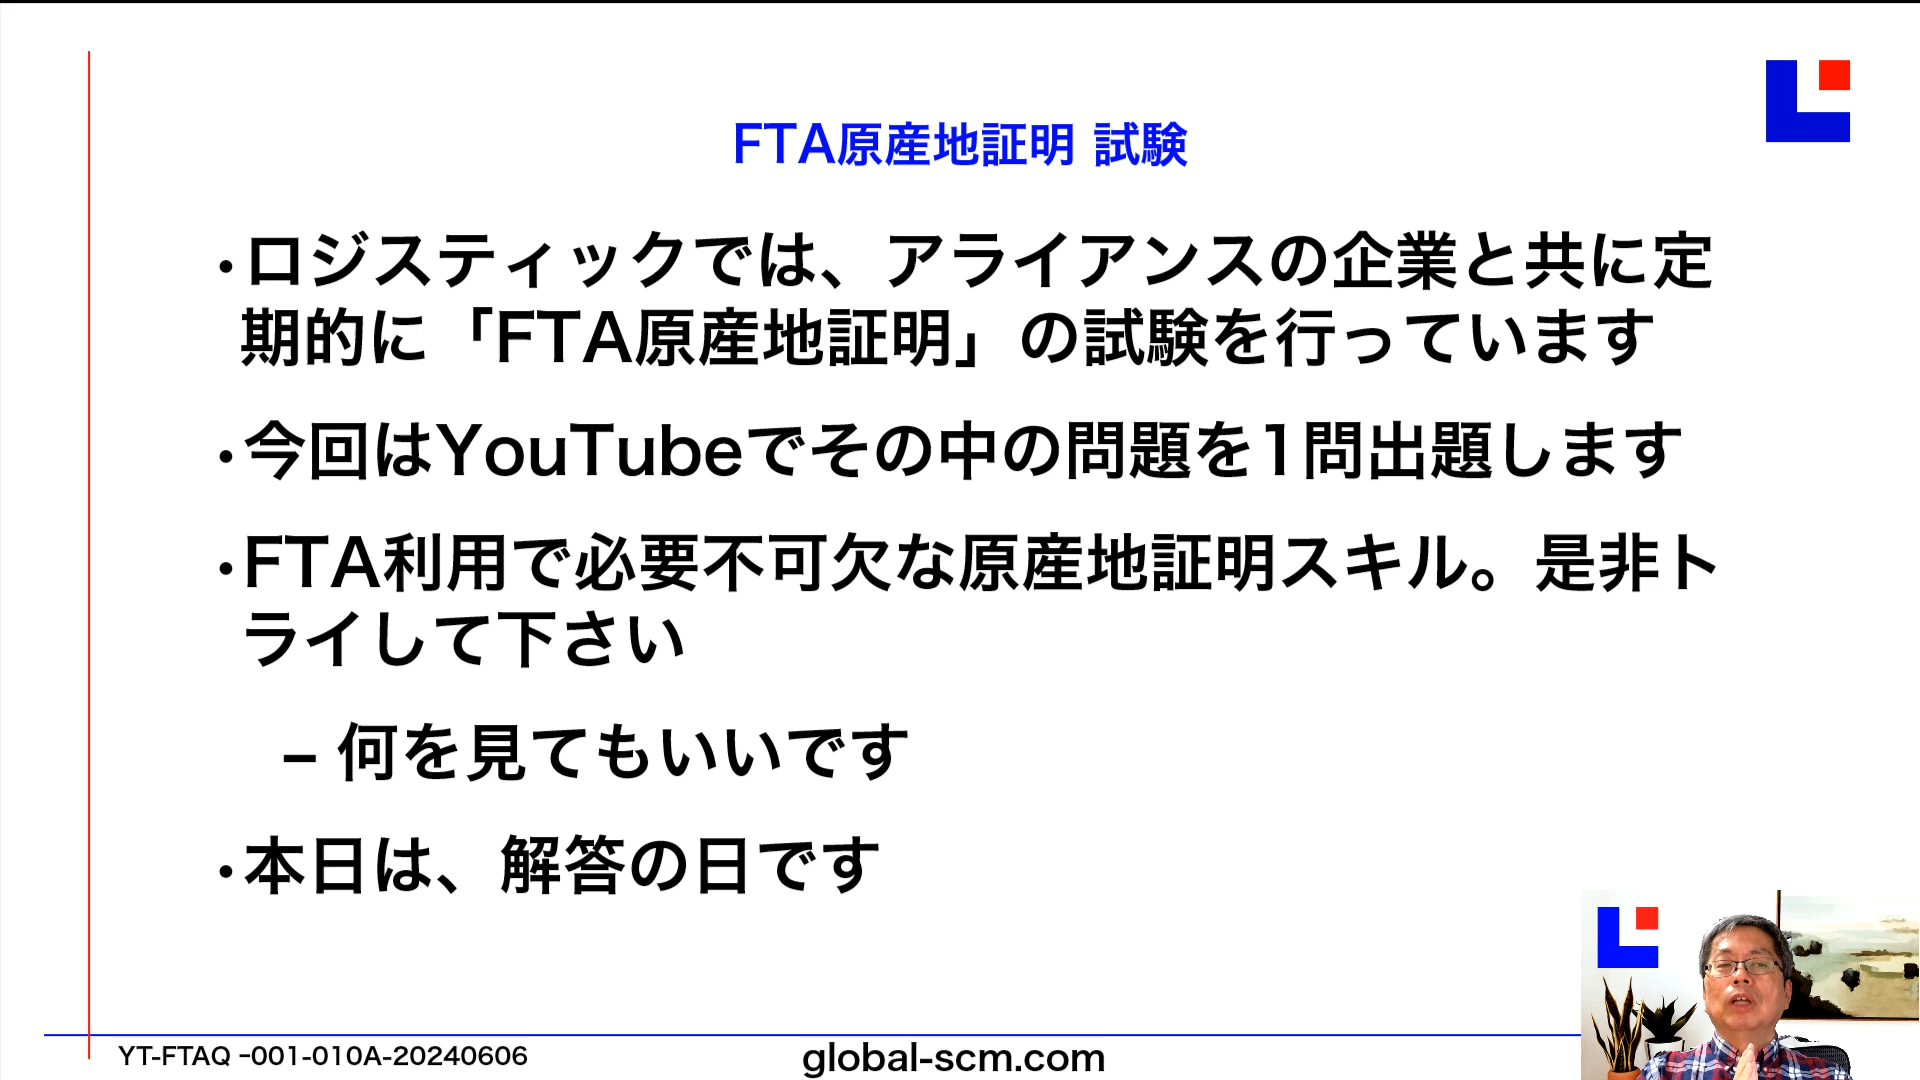 FTA原産地証明 試験
・ロジスティックでは、アライアンスの企業と共に定
期的に「FTA原産地証明」の試験を行っています
・今回はYouTubeでその中の問題を1問出題します
・FTA利用で必要不可欠な原産地証明スキル。是非ト
ライして下さい
– 何を見てもいいです
・本日は、解答の日です
YT-FTAQ -001-010A-20240606
global-scm.com